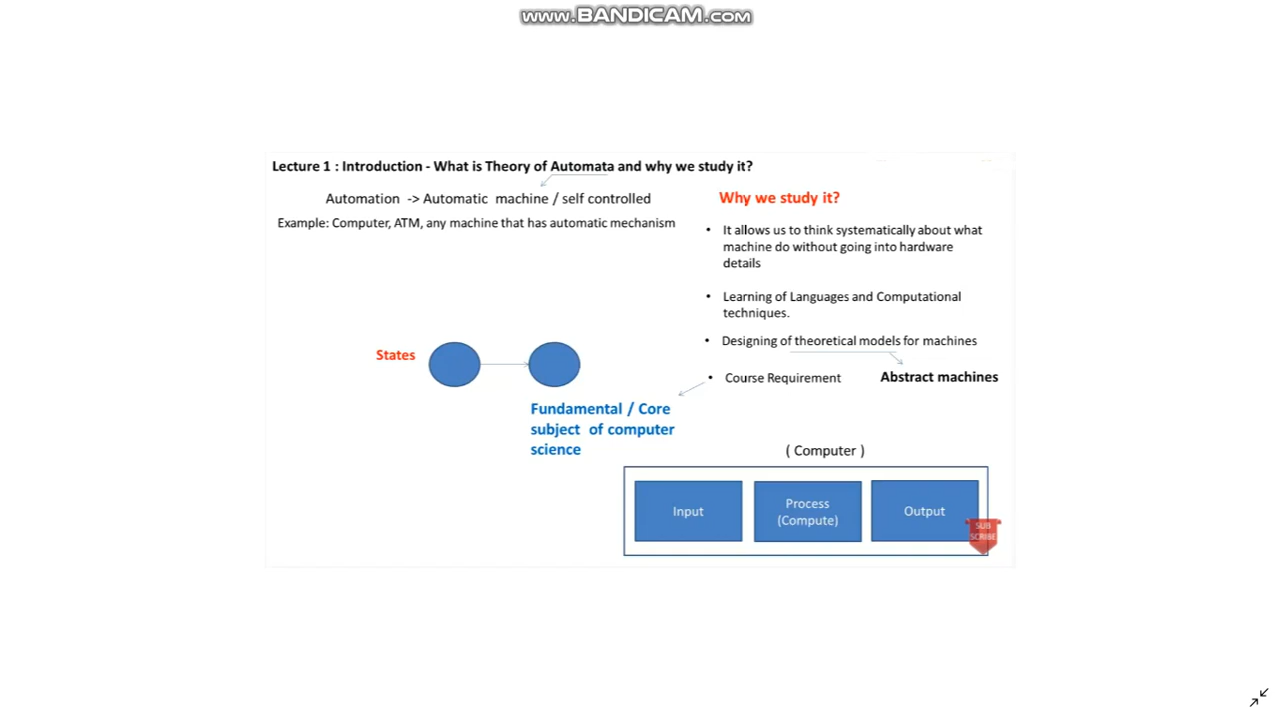 www.BANDICAM.com
Lecture 1 : Introduction - What is Theory of Automata and why we study it?
Automation -> Automatic machine / self controlled
Example: Computer, ATM, any machine that has automatic mechanism
Why we study it?
• It allows us to think systematically about what
machine do without going into hardware
details
• Learning of Languages and Computational
techniques.
• Designing of theoretical models for machines
States
• Course Requirement
Abstract machines
Fundamental / Core
subject of computer
science
( Computer )
Input
Process
(Compute)
Output
SUB
SCRIBE